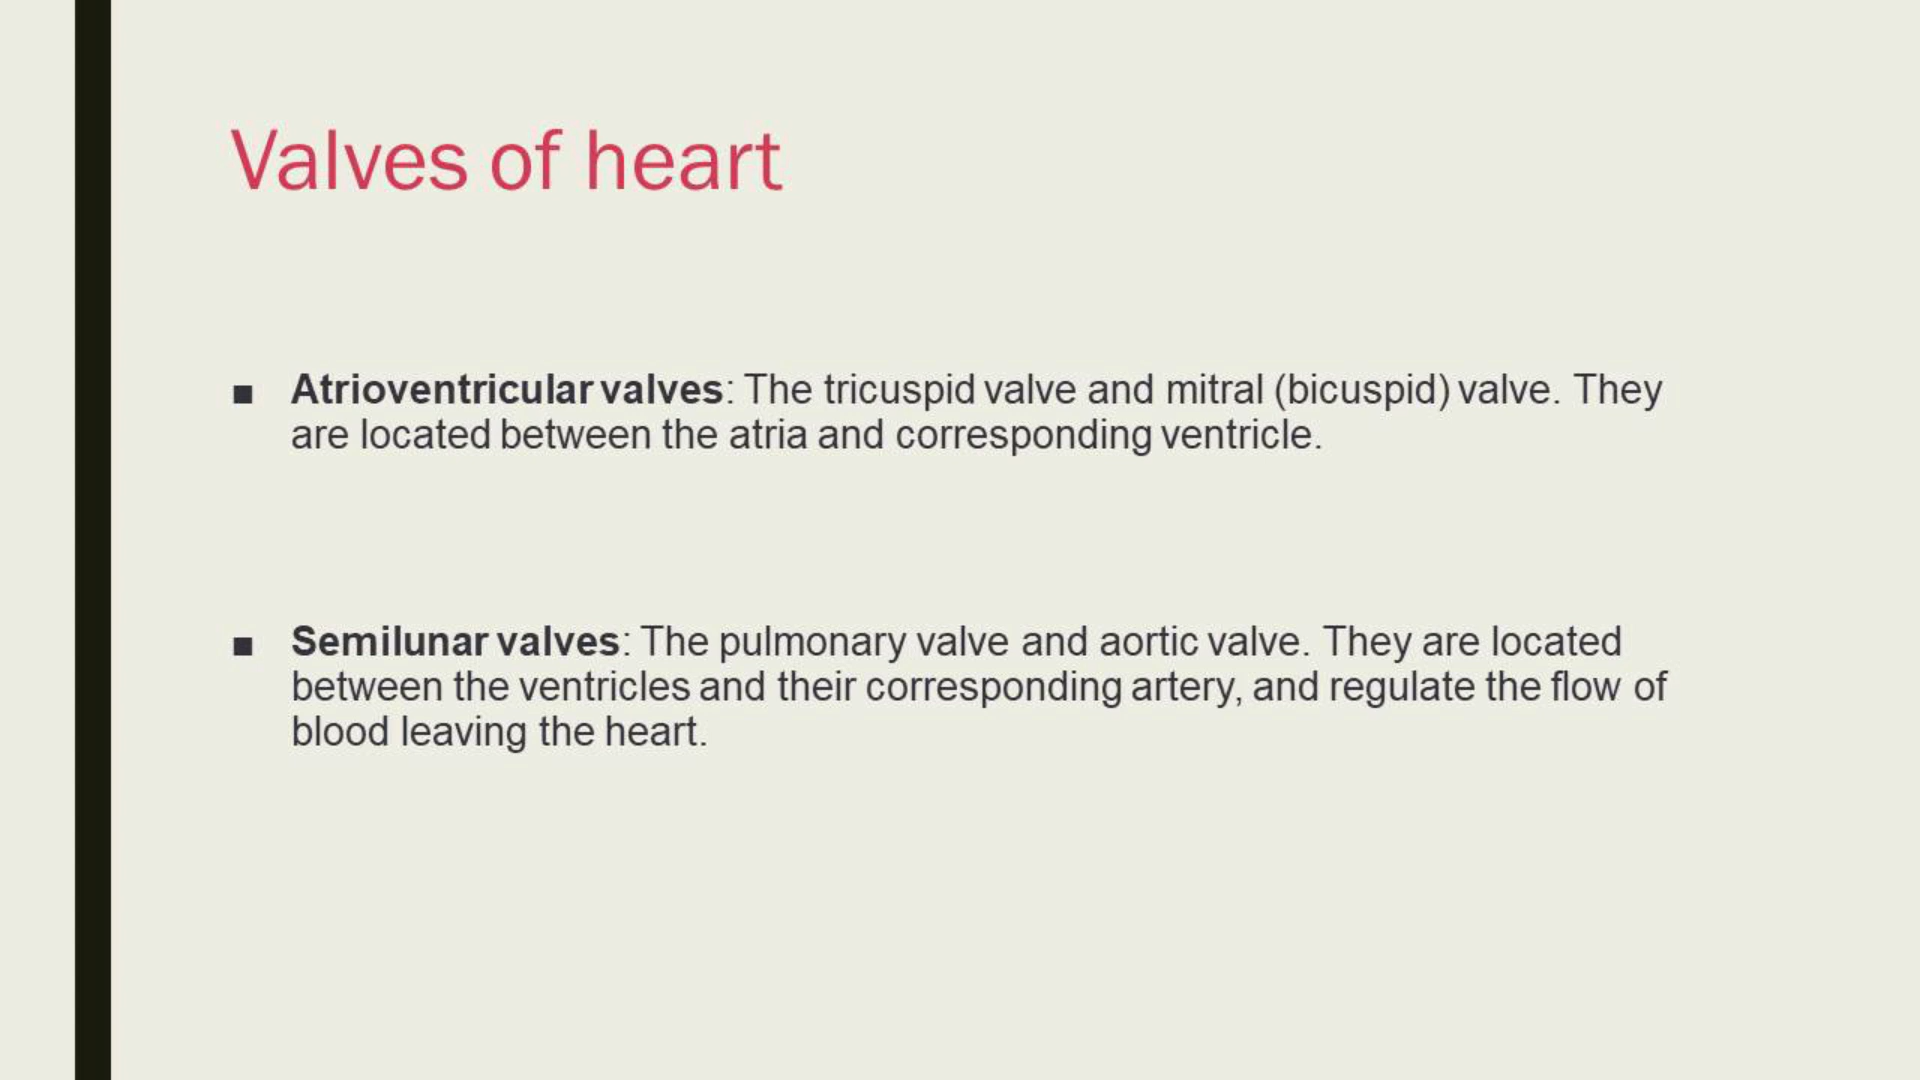 Valves of heart
■ Atrioventricular valves: The tricuspid valve and mitral (bicuspid) valve. They
are located between the atria and corresponding ventricle.
■ Semilunar valves: The pulmonary valve and aortic valve. They are located
between the ventricles and their corresponding artery, and regulate the flow of
blood leaving the heart.